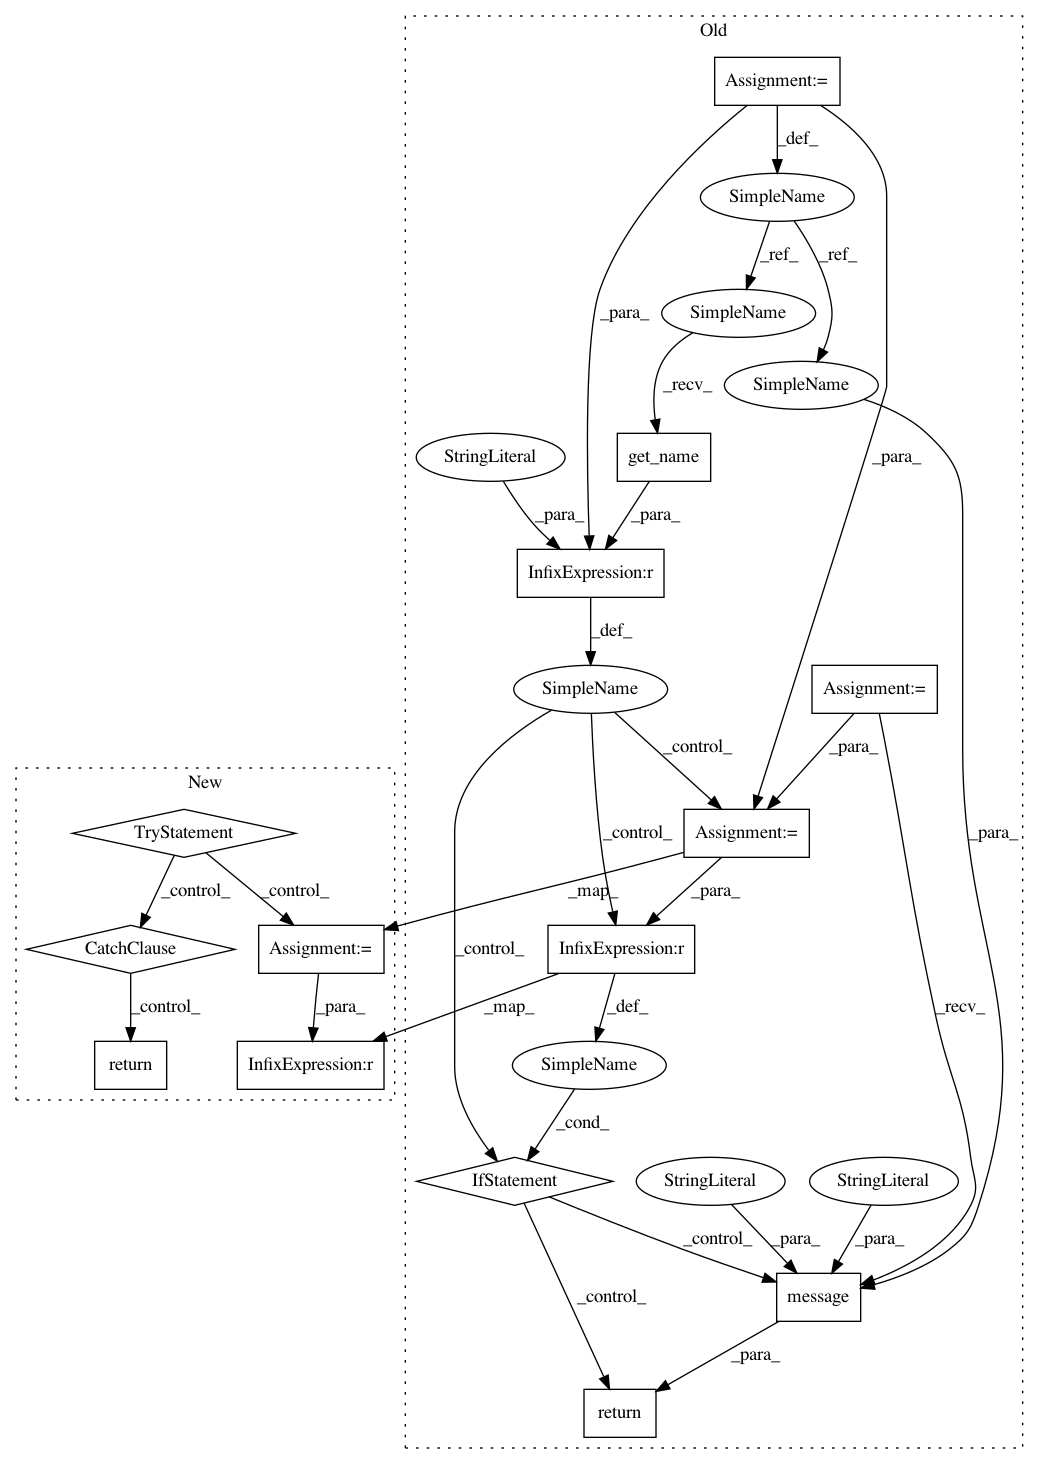 Old
Assignment:=
_def_
SimpleName
_ref_
_ref_
SimpleName
_para_
SimpleName
_recv_
StringLiteral
get_name
_para_
_para_
_para_
InfixExpression:r
_def_
SimpleName
Assignment:=
_control_
_para_
New
TryStatement
_control_
Assignment:=
_para_
_control_
_control_
_map_
_para_
CatchClause
Assignment:=
_control_
InfixExpression:r
_control_
_para_
_map_
_def_
_recv_
return
InfixExpression:r
SimpleName
_cond_
IfStatement
StringLiteral
StringLiteral
_control_
_para_
_para_
_control_
message
_para_
return